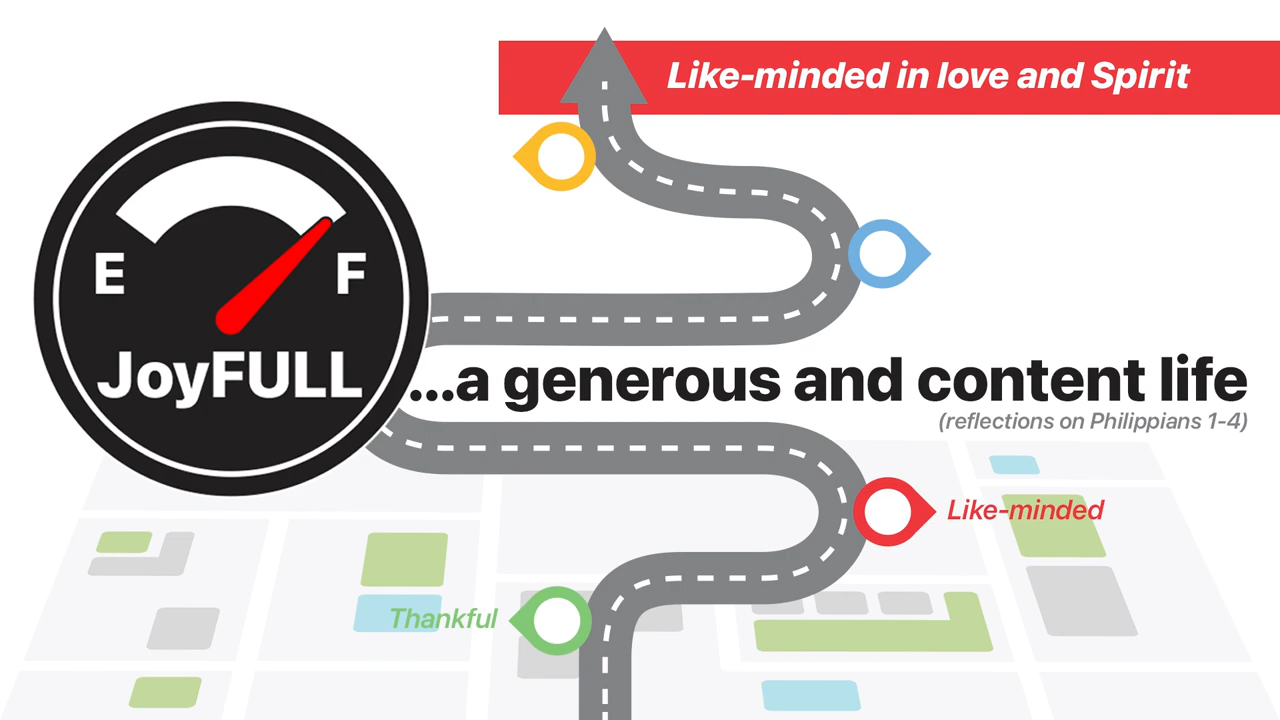 Like-minded in love and Spirit
E F
JoyFULL
...a generous and content life
(reflections on Philippians 1-4)
Like-minded
Thankful